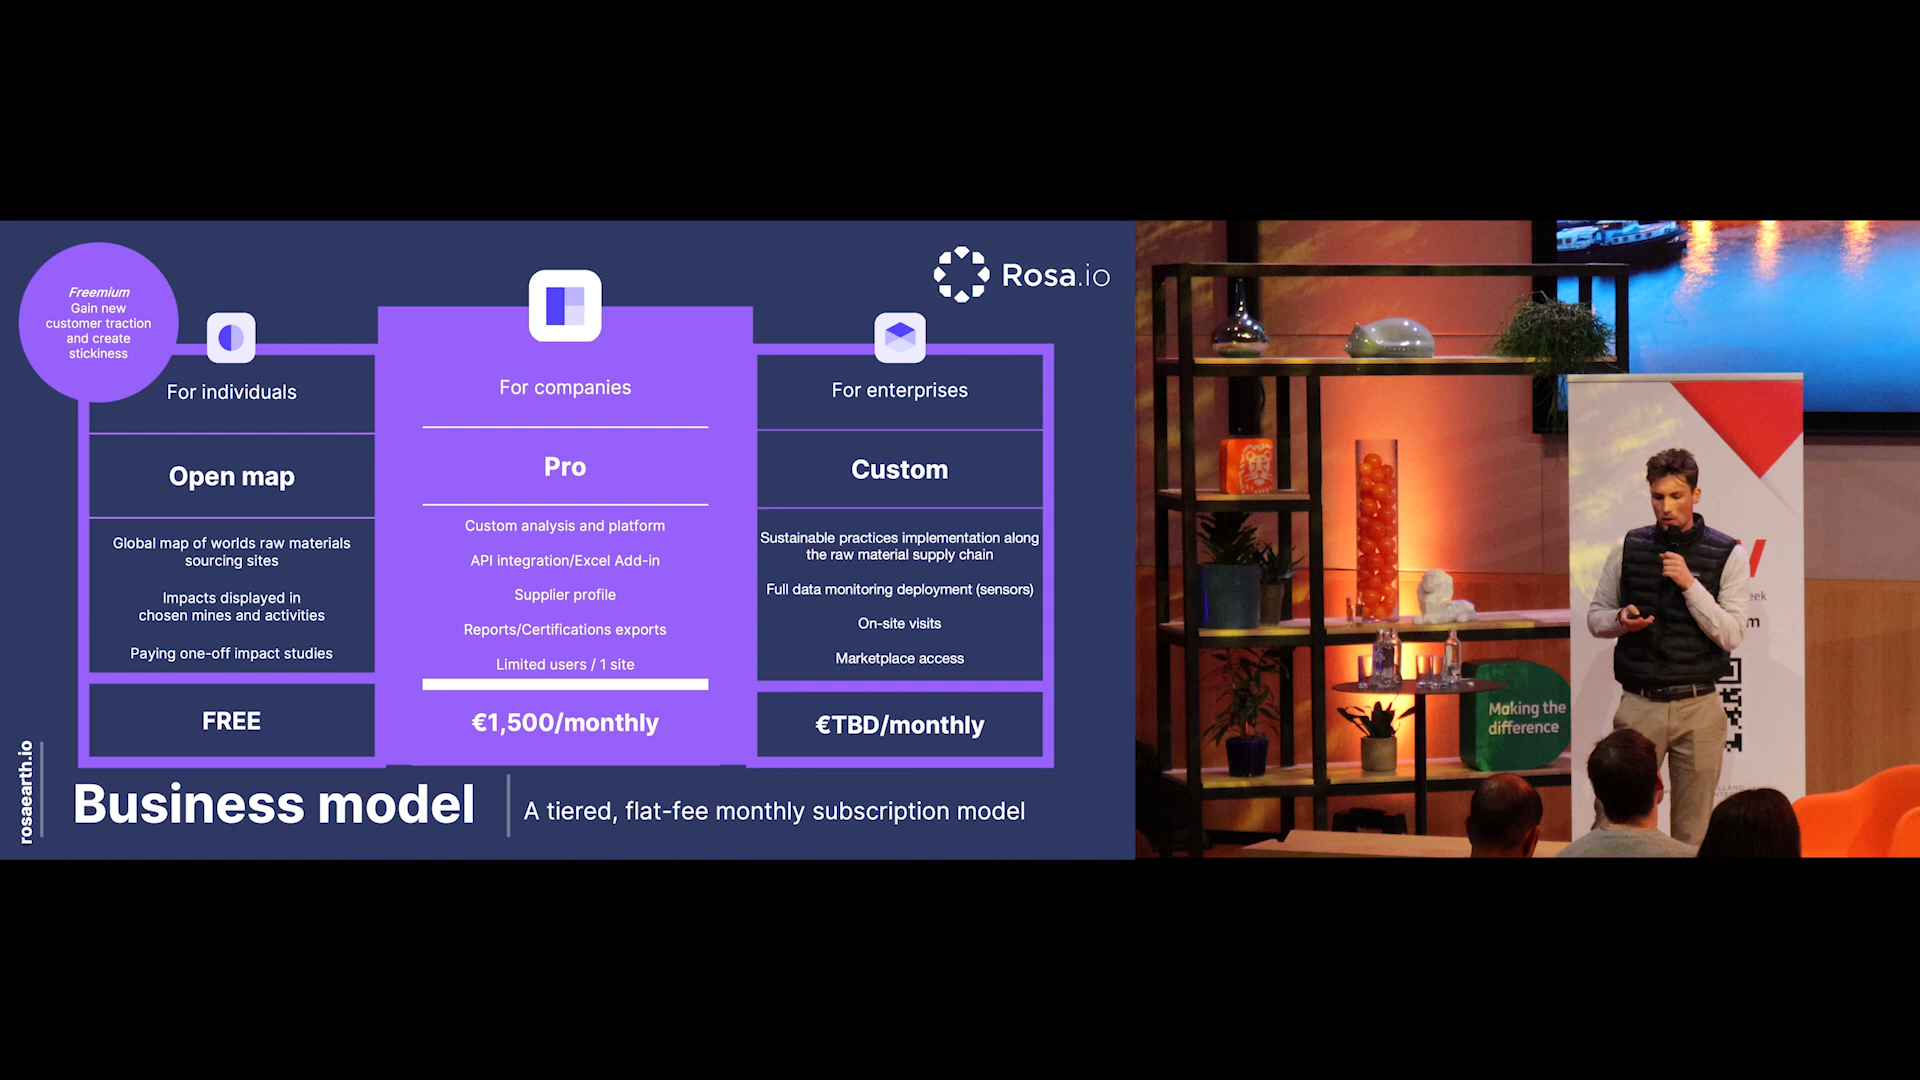 Freemium
Gain new
customer traction
and create
stickiness
Rosa.io
For individuals
Open map
Global map of worlds raw materials
sourcing sites
Impacts displayed in
chosen mines and activities
Paying one-off impact studies
FREE
For companies
Pro
Custom analysis and platform
API integration/Excel Add-in
Supplier profile
Reports/Certifications exports
Limited users / 1 site
€1,500/monthly
For enterprises
Custom
Sustainable practices implementation along
the raw material supply chain
Full data monitoring deployment (sensors)
On-site visits
Marketplace access
€TBD/monthly
rosaearth.io
Business model
A tiered, flat-fee monthly subscription model
Making the
difference